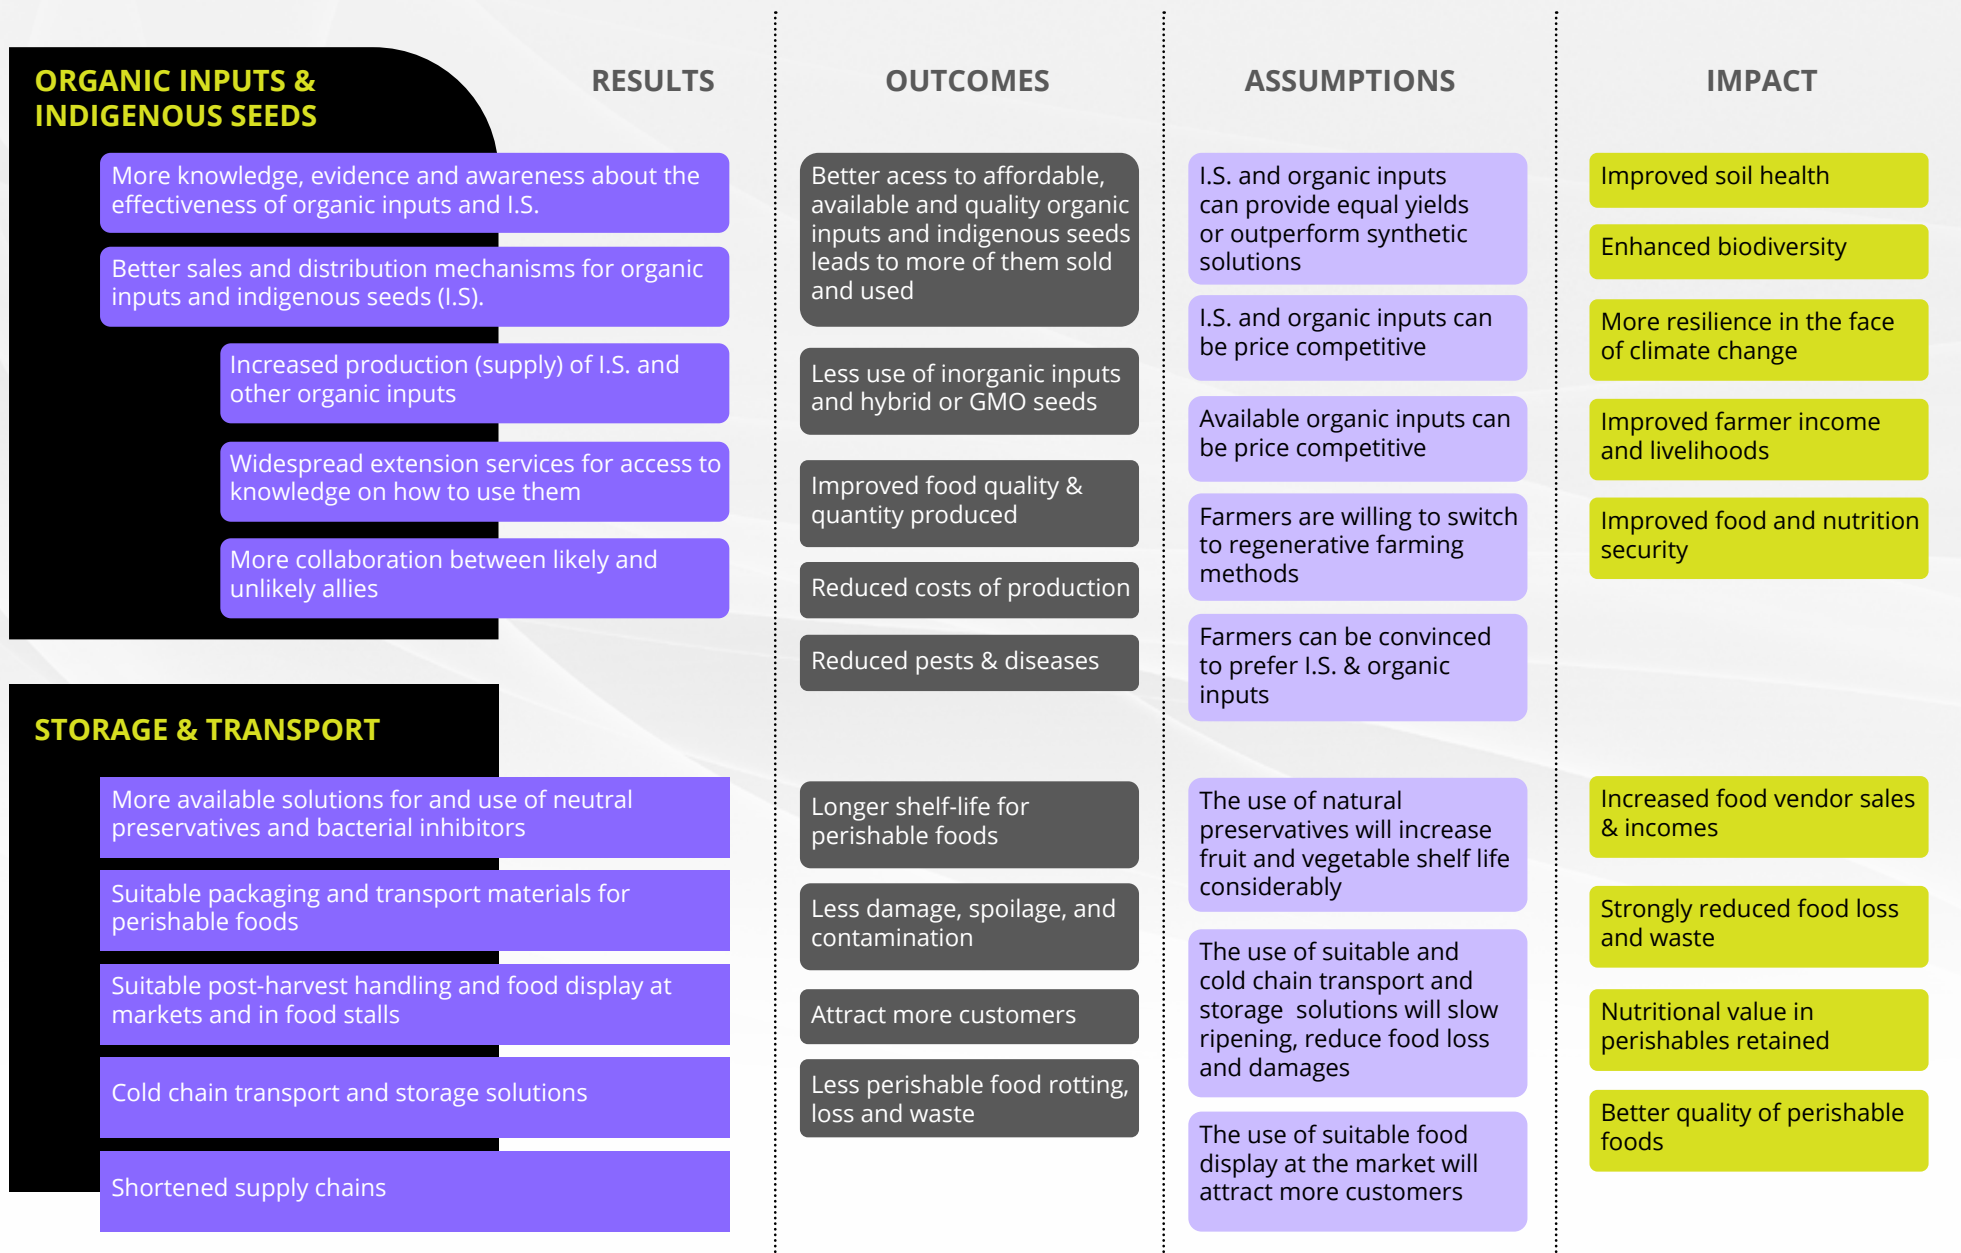 ORGANIC INPUTS &
INDIGENOUS SEEDS
RESULTS
More knowledge, evidence and awareness about the
effectiveness of organic inputs and I.S.
Better sales and distribution mechanisms for organic
inputs and indigenous seeds (I.S).
Increased production (supply) of I.S. and
other organic inputs
Widespread extension services for access to
knowledge on how to use them
More collaboration between likely and
unlikely allies
OUTCOMES
Better acess to affordable,
available and quality organic
inputs and indigenous seeds
leads to more of them sold
and used
Less use of inorganic inputs
and hybrid or GMO seeds
Improved food quality &
quantity produced
Reduced costs of production
Reduced pests & diseases
ASSUMPTIONS
I.S. and organic inputs
can provide equal yields
or outperform synthetic
solutions
I.S. and organic inputs can
be price competitive
Available organic inputs can
be price competitive
Farmers are willing to switch
to regenerative farming
methods
Farmers can be convinced
to prefer I.S. & organic
inputs
IMPACT
Improved soil health
Enhanced biodiversity
More resilience in the face
of climate change
Improved farmer income
and livelihoods
Improved food and nutrition
security
STORAGE & TRANSPORT
More available solutions for and use of neutral
preservatives and bacterial inhibitors
Suitable packaging and transport materials for
perishable foods
Suitable post-harvest handling and food display at
markets and in food stalls
Cold chain transport and storage solutions
Shortened supply chains
Longer shelf-life for
perishable foods
Less damage, spoilage, and
contamination
Attract more customers
Less perishable food rotting,
loss and waste
The use of natural
preservatives will increase
fruit and vegetable shelf life
considerably
The use of suitable and
cold chain transport and
storage  solutions will slow
ripening, reduce food loss
and damages
The use of suitable food
display at the market will
attract more customers
Increased food vendor sales
& incomes
Strongly reduced food loss
and waste
Nutritional value in
perishables retained
Better quality of perishable
foods